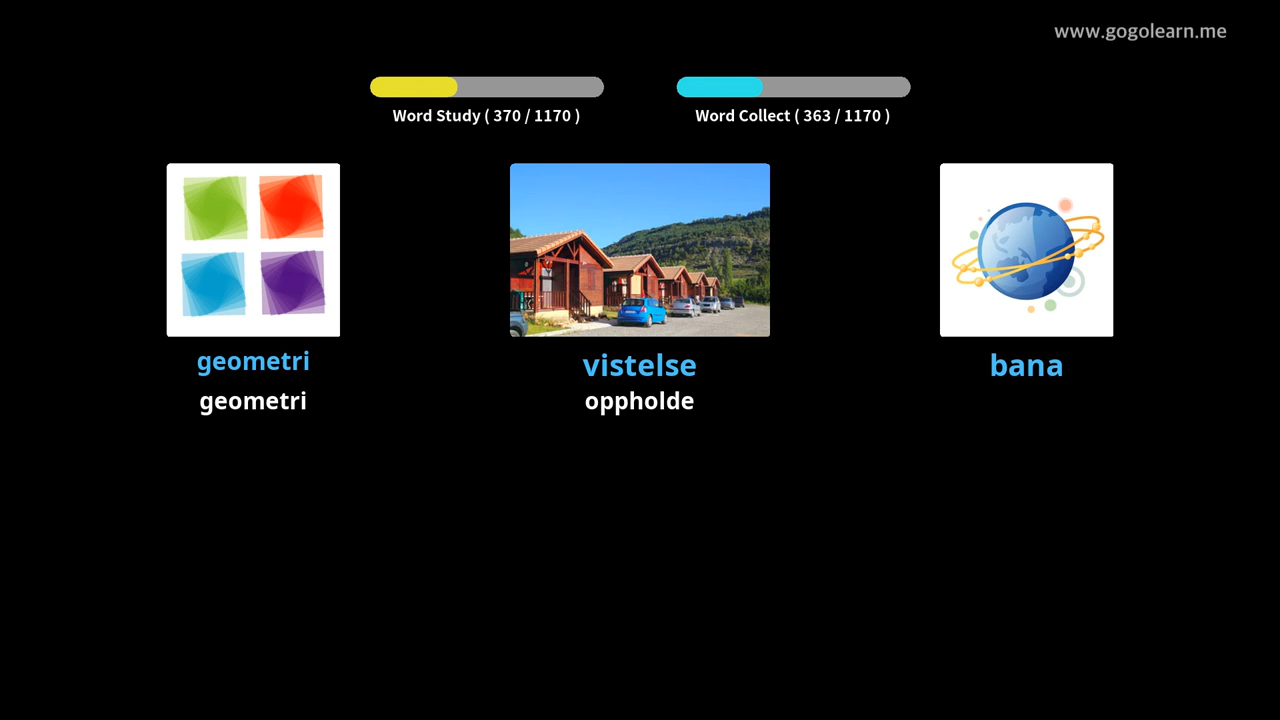 www.gogolearn.me
Word Study ( 370 / 1170 )
Word Collect ( 363 / 1170 )
geometri
geometri
vistelse
oppholde
bana